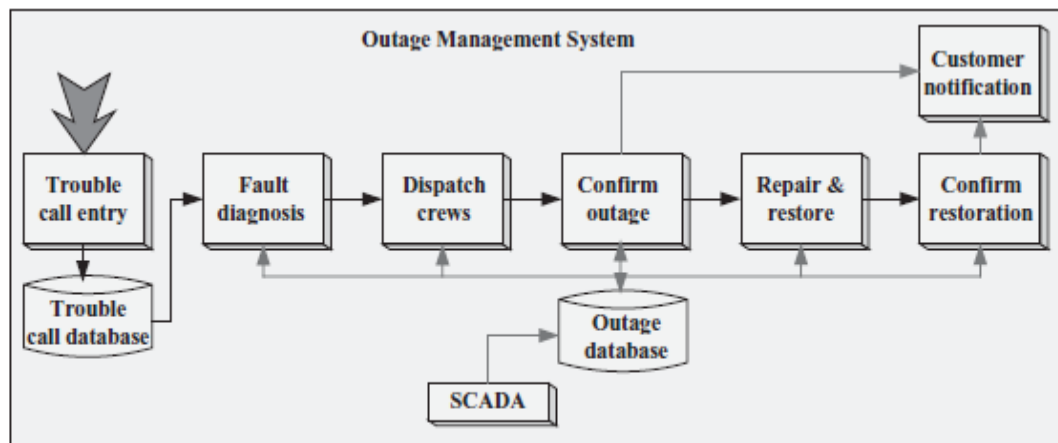 Outage Management System
Customer
notification
Trouble
call entry
Fault
diagnosis
Dispatch
crews
Confirm
outage
Repair &
restore
Confirm
restoration
Trouble
call database
Outage
database
SCADA